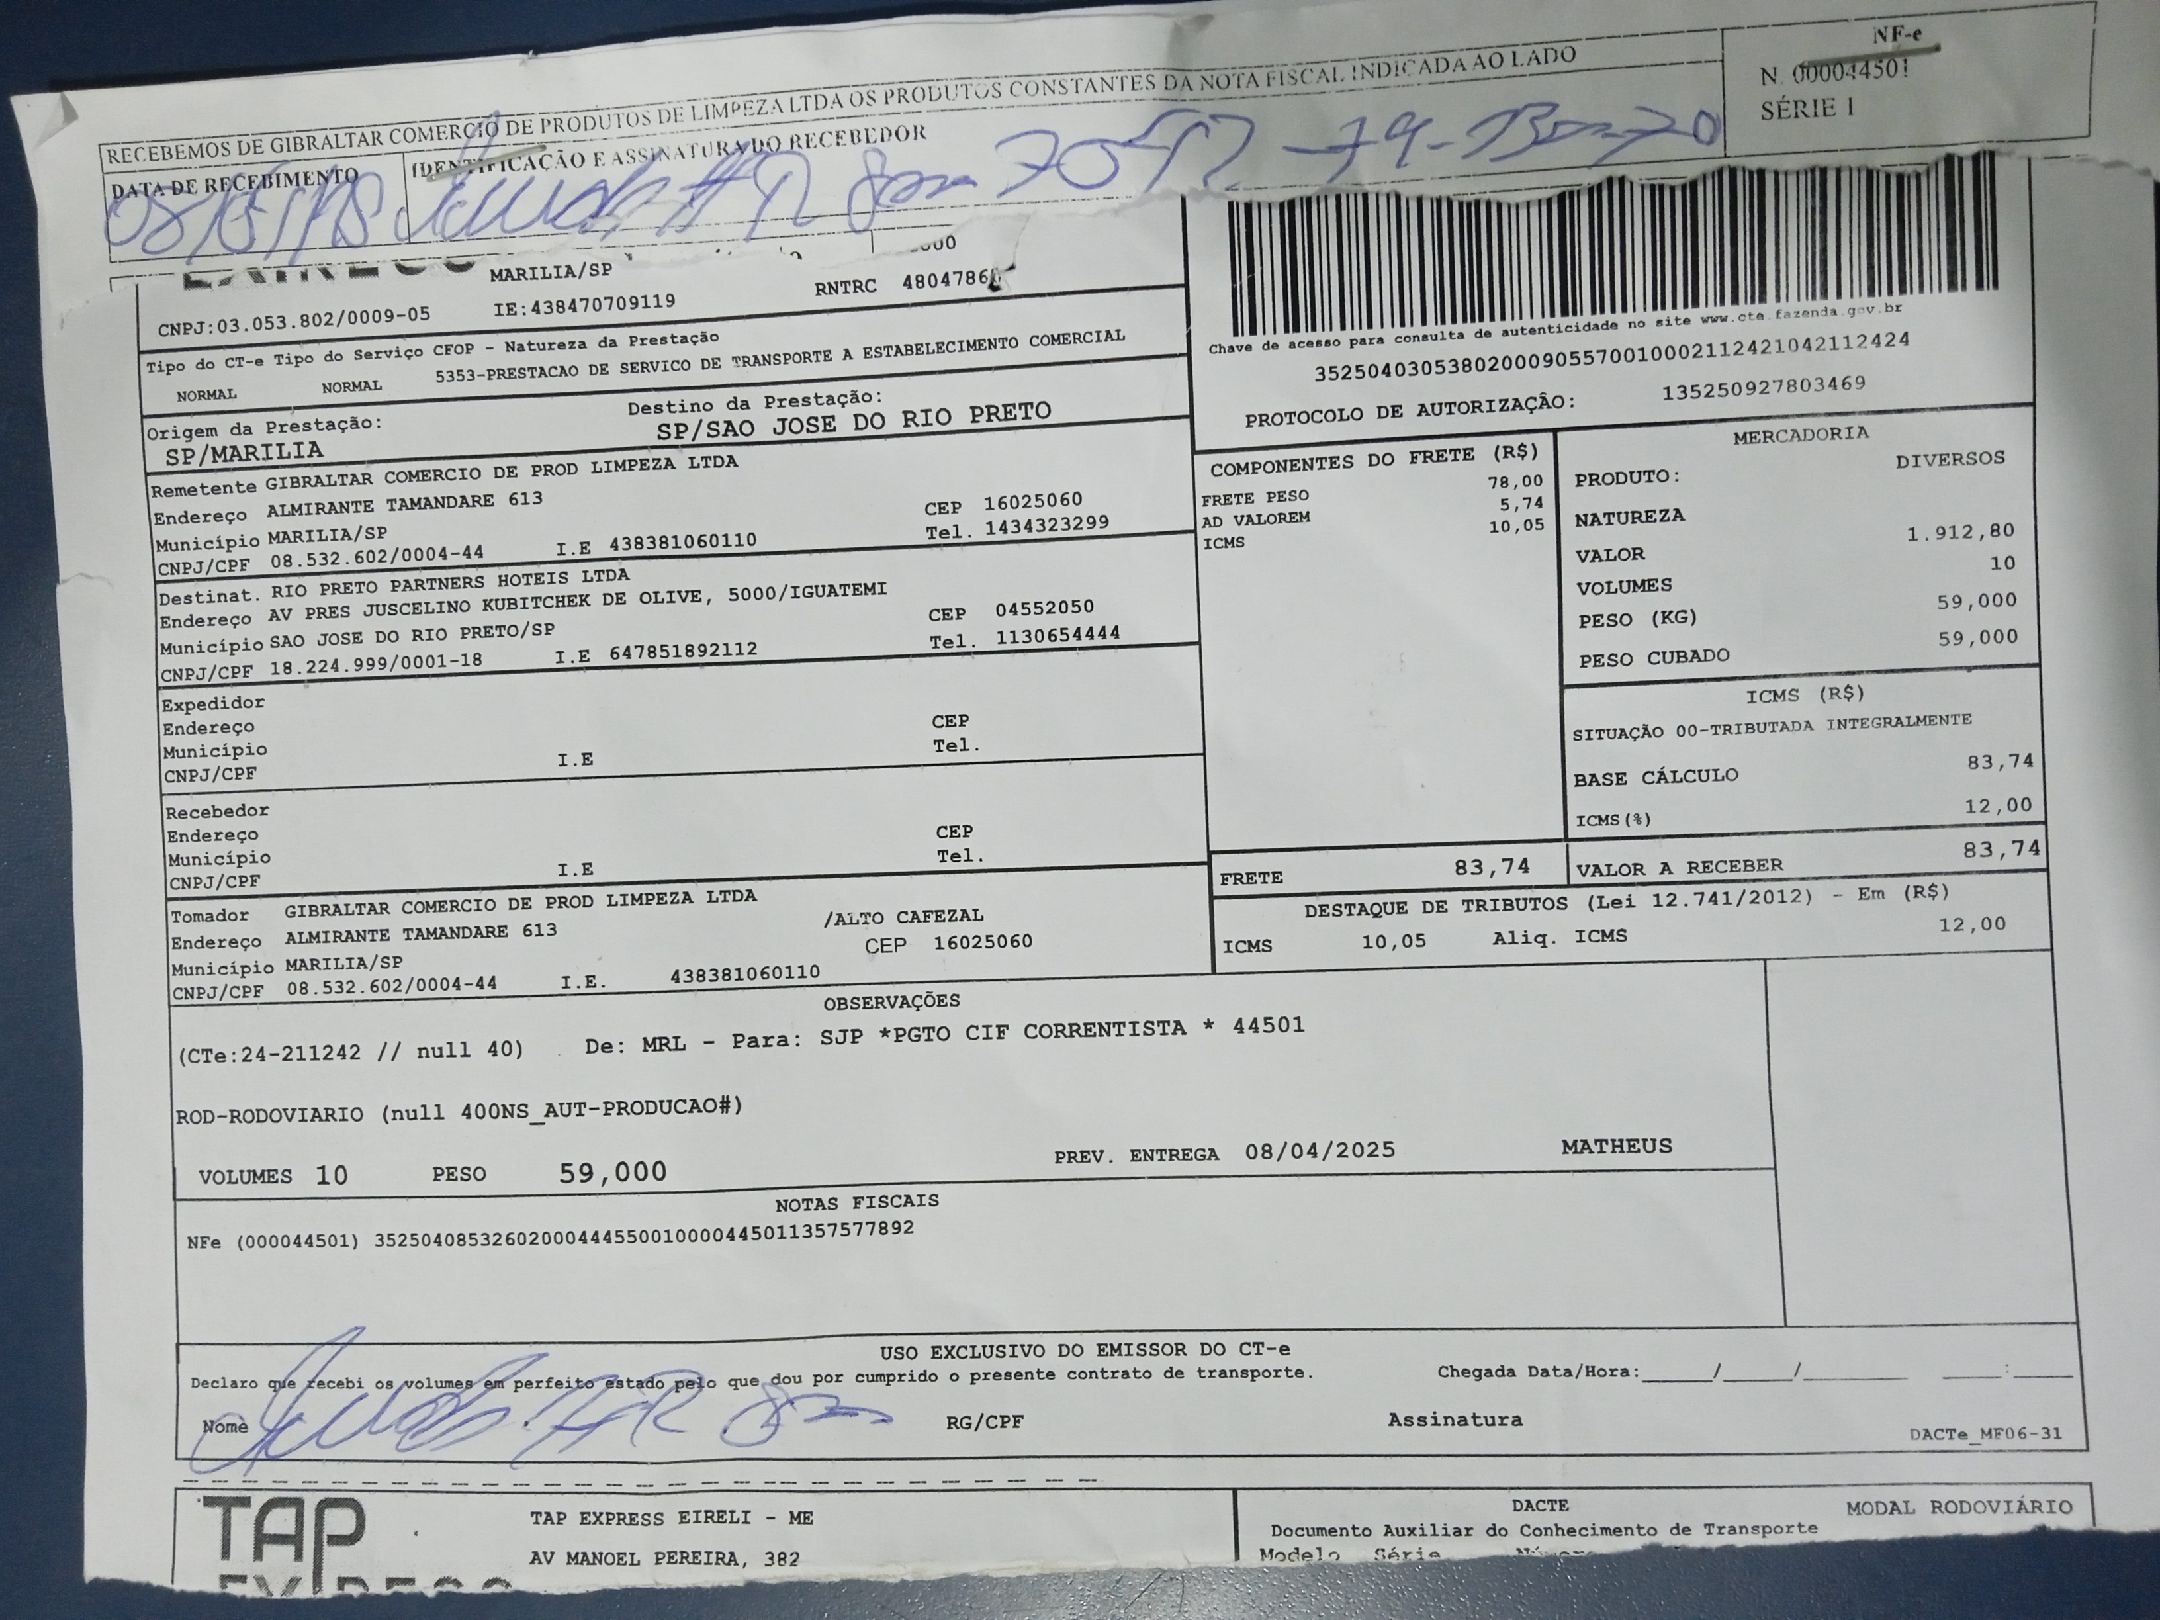 NF-e
N. 000044501
SÉRIE 1
RECEBEMOS DE GIBRALTAR COMERCIO DE PRODUTOS DE LIMPEZA LTDA OS PRODUTOS CONSTANTES DA NOTA FISCAL INDICADA AO LADO
DATA DE RECEBIMENTO
IDENTIFICAÇÃO E ASSINATURA DO RECEBEDOR
MARILIA/SP
CNPJ:03.053.802/0009-05 IE:438470709119 RNTRC 4804786
Chave de acesso para consulta de autenticidade no site www.cte.fazenda.gov.br
35250403053802000905570010002112421042112424
PROTOCOLO DE AUTORIZAÇÃO: 135250927803469
Tipo do CT-e Tipo do Serviço CFOP - Natureza da Prestação
NORMAL NORMAL 5353-PRESTACAO DE SERVICO DE TRANSPORTE A ESTABELECIMENTO COMERCIAL
Origem da Prestação: Destino da Prestação:
SP/MARILIA SP/SAO JOSE DO RIO PRETO
Remetente GIBRALTAR COMERCIO DE PROD LIMPEZA LTDA
Endereço ALMIRANTE TAMANDARE 613 CEP 16025060
Município MARILIA/SP Tel. 1434323299
CNPJ/CPF 08.532.602/0004-44 I.E 438381060110
Destinat. RIO PRETO PARTNERS HOTEIS LTDA
Endereço AV PRES JUSCELINO KUBITCHEK DE OLIVE, 5000/IGUATEMI CEP 04552050
Município SAO JOSE DO RIO PRETO/SP Tel. 1130654444
CNPJ/CPF 18.224.999/0001-18 I.E 647851892112
Expedidor
Endereço CEP
Município Tel.
CNPJ/CPF I.E
Recebedor
Endereço CEP
Município Tel.
CNPJ/CPF I.E
Tomador GIBRALTAR COMERCIO DE PROD LIMPEZA LTDA
Endereço ALMIRANTE TAMANDARE 613 /ALTO CAFEZAL
Município MARILIA/SP CEP 16025060
CNPJ/CPF 08.532.602/0004-44 I.E. 438381060110
COMPONENTES DO FRETE (R$)
FRETE PESO 78,00
AD VALOREM 5,74
ICMS 10,05
MERCADORIA
PRODUTO: DIVERSOS
NATUREZA
VALOR 1.912,80
VOLUMES 10
PESO (KG) 59,000
PESO CUBADO 59,000
ICMS (R$)
SITUAÇÃO 00-TRIBUTADA INTEGRALMENTE
BASE CÁLCULO 83,74
ICMS(%) 12,00
FRETE 83,74 VALOR A RECEBER 83,74
DESTAQUE DE TRIBUTOS (Lei 12.741/2012) - Em (R$)
ICMS 10,05 Aliq. ICMS 12,00
OBSERVAÇÕES
(CTe:24-211242 // null 40) De: MRL - Para: SJP *PGTO CIF CORRENTISTA * 44501
ROD-RODOVIARIO (null 400NS_AUT-PRODUCAO#)
VOLUMES 10 PESO 59,000 PREV. ENTREGA 08/04/2025 MATHEUS
NOTAS FISCAIS
NFe (000044501) 35250408532602000444550010000445011357577892
USO EXCLUSIVO DO EMISSOR DO CT-e
Declaro que recebi os volumes em perfeito estado pelo que dou por cumprido o presente contrato de transporte. Chegada Data/Hora:____/____/____ ___:___
Nome RG/CPF Assinatura
DACTe_MF06-31
TAP EXPRESS
TAP EXPRESS EIRELI - ME
AV MANOEL PEREIRA, 382
DACTE MODAL RODOVIÁRIO
Documento Auxiliar do Conhecimento de Transporte
Modelo Série